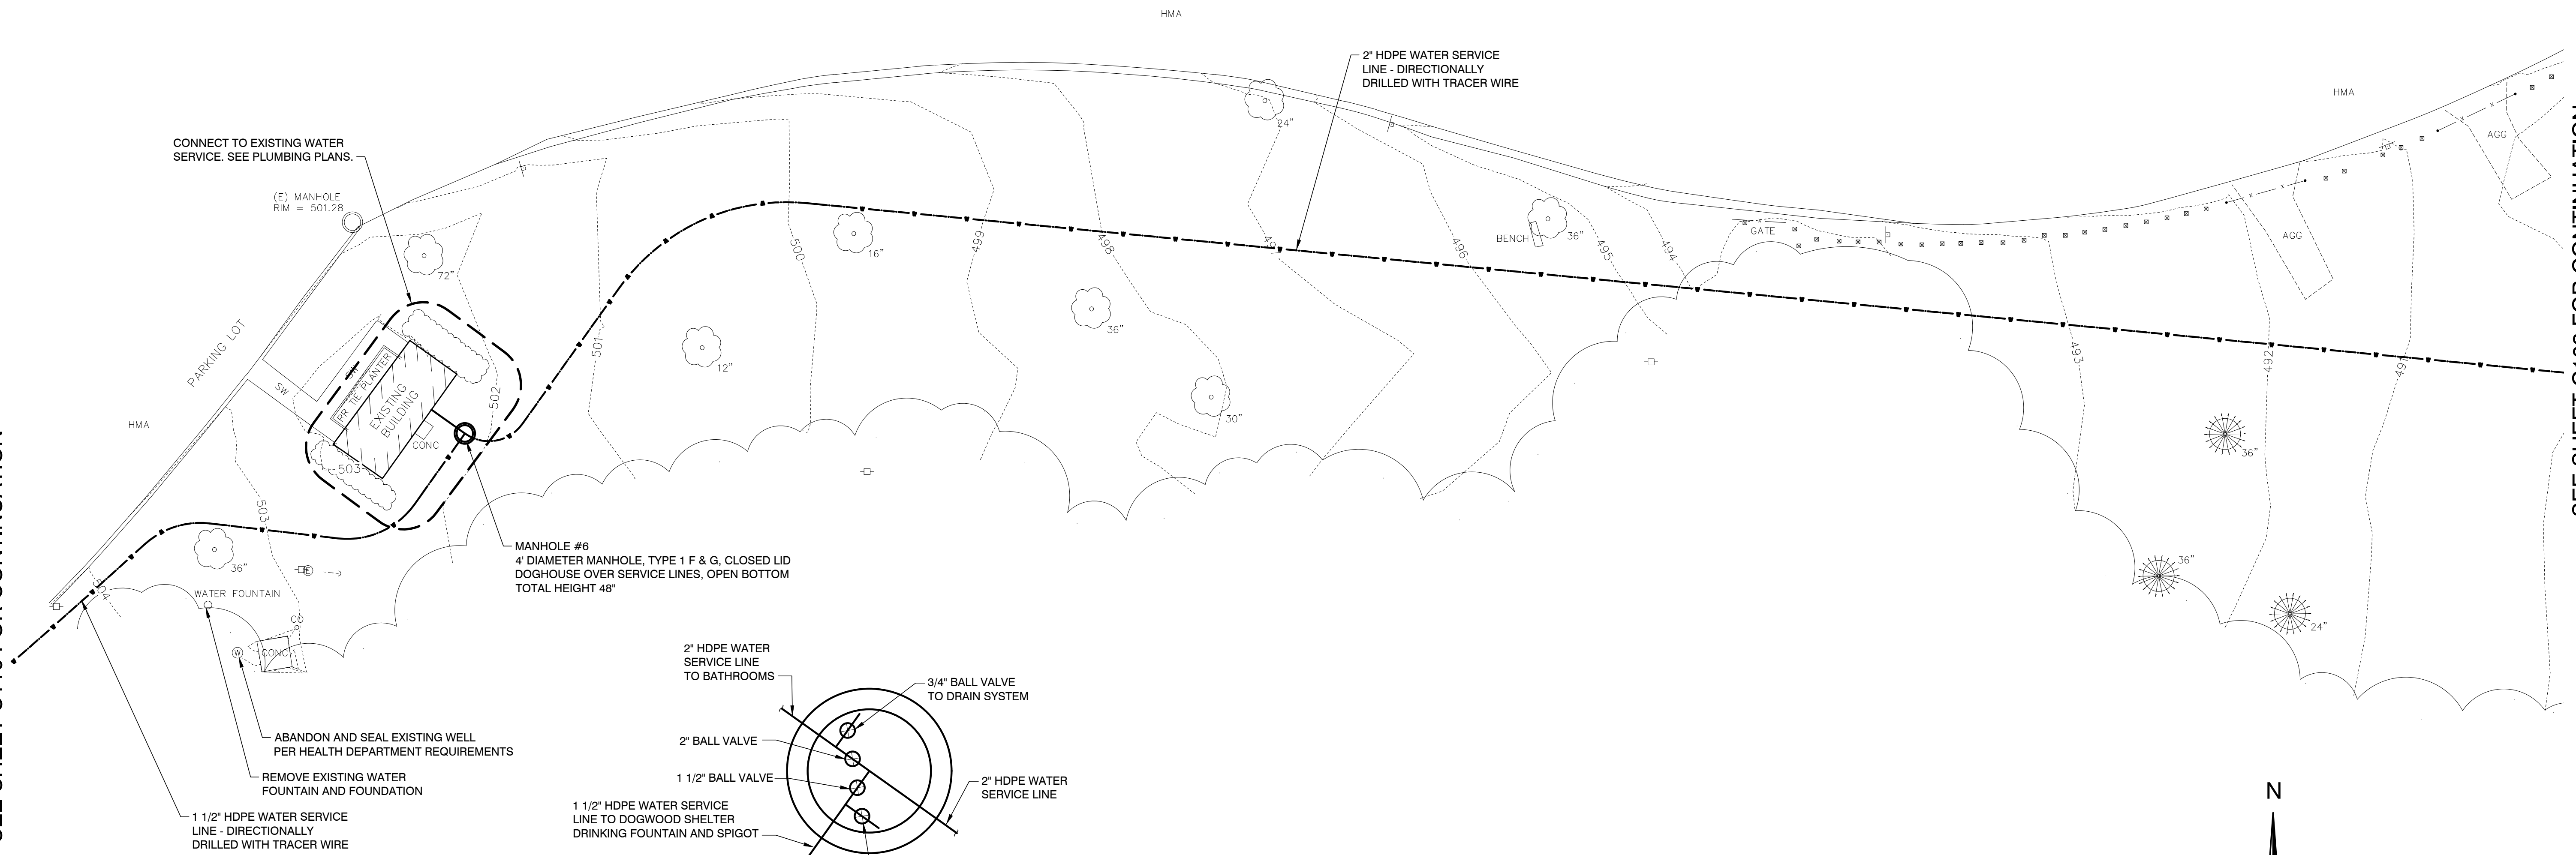 HMA
2" HDPE WATER SERVICE
LINE - DIRECTIONALLY
DRILLED WITH TRACER WIRE
HMA
AGG
CONNECT TO EXISTING WATER
SERVICE. SEE PLUMBING PLANS.
24"
(E) MANHOLE
RIM = 501.28
72"
16"
500
499
498
496
BENCH
36"
495
494
GATE
AGG
36"
501
12"
30"
PARKING LOT
SW
SW
RR TIE PLANTER
EXISTING
BUILDING
502
CONC
503
HMA
493
492
491
36"
503
MANHOLE #6
4' DIAMETER MANHOLE, TYPE 1 F & G, CLOSED LID
DOGHOUSE OVER SERVICE LINES, OPEN BOTTOM
TOTAL HEIGHT 48"
36"
504
WATER FOUNTAIN
CO
W
CONC
36"
24"
ABANDON AND SEAL EXISTING WELL
PER HEALTH DEPARTMENT REQUIREMENTS
REMOVE EXISTING WATER
FOUNTAIN AND FOUNDATION
1 1/2" HDPE WATER SERVICE
LINE - DIRECTIONALLY
DRILLED WITH TRACER WIRE
2" HDPE WATER
SERVICE LINE
TO BATHROOMS
3/4" BALL VALVE
TO DRAIN SYSTEM
2" BALL VALVE
1 1/2" BALL VALVE
2" HDPE WATER
SERVICE LINE
1 1/2" HDPE WATER SERVICE
LINE TO DOGWOOD SHELTER
DRINKING FOUNTAIN AND SPIGOT
N